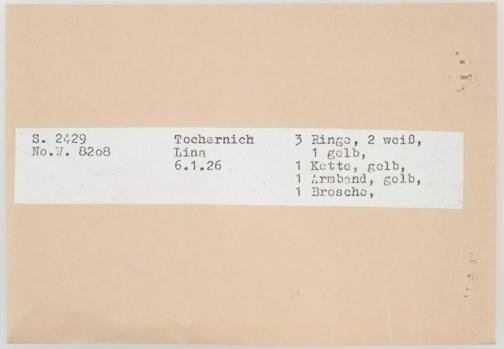 S. 2429
No.W. 8208
Tochernich
Lina
6.1.26
3 Ringe, 2 weiß,
1 gelb,
1 Kette, gelb,
1 Armband, gelb,
1 Brosche,